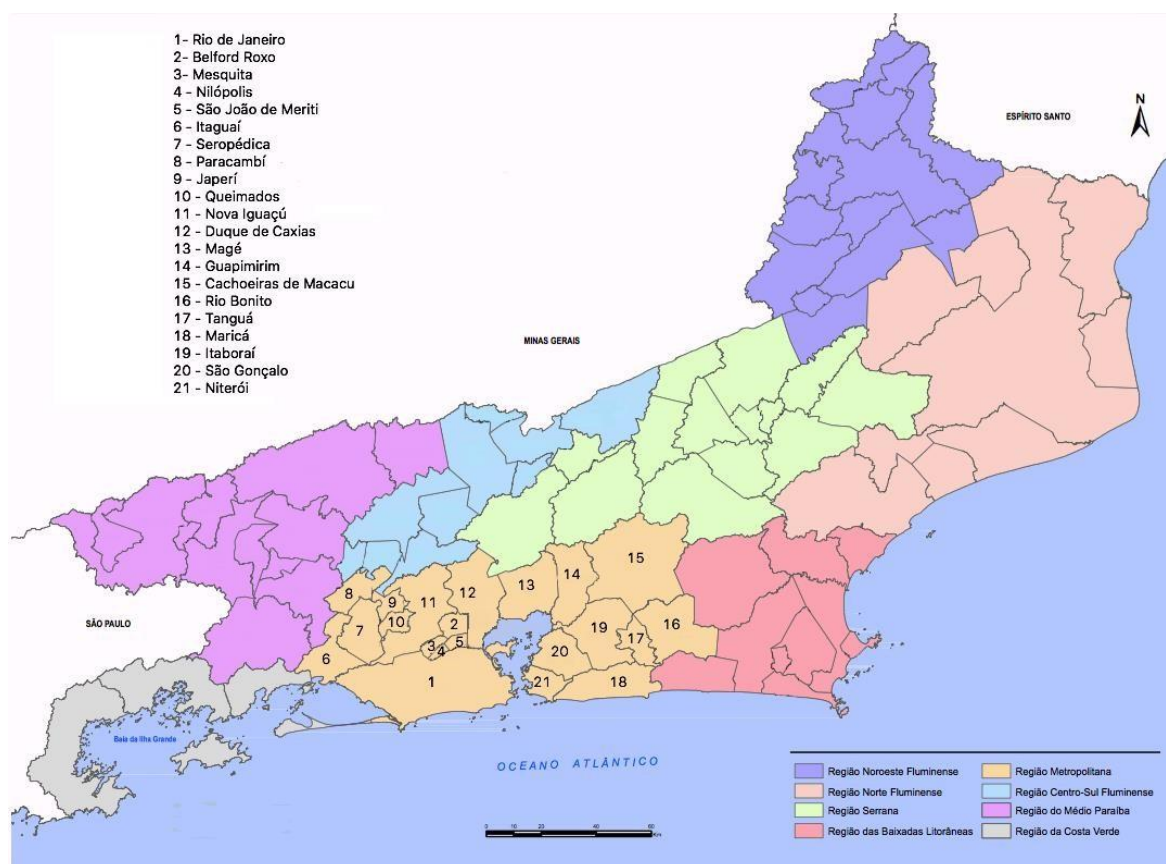 1- Rio de Janeiro
2- Belford Roxo
3- Mesquita
4 - Nilópolis
5 - São João de Meriti
6 - Itaguaí
7 - Seropédica
8 - Paracambí
9 - Japerí
10 - Queimados
11 - Nova Iguaçú
12 - Duque de Caxias
13 - Magé
14 - Guapimirim
15 - Cachoeiras de Macacu
16 - Rio Bonito
17 - Tanguá
18 - Maricá
19 - Itaboraí
20 - São Gonçalo
21 - Niterói
N
ESPÍRITO SANTO
MINAS GERAIS
SÃO PAULO
15
14
13
12
11
8
9
10
7
2
19
16
17
5
3
4
20
6
1
21
18
Baía da Ilha Grande
OCEANO ATLÂNTICO
Região Noroeste Fluminense
Região Norte Fluminense
Região Serrana
Região das Baixadas Litorâneas
Região Metropolitana
Região Centro-Sul Fluminense
Região do Médio Paraíba
Região da Costa Verde
0 10 20 40 60
Km